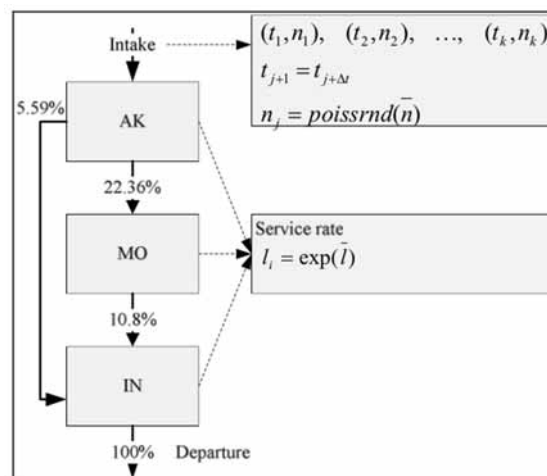 Intake
(t₁,n₁), (t₂,n₂), …, (tₖ,nₖ)
tⱼ₊₁ = tⱼ₊Δₜ
nⱼ = poissrnd(n̄)
5.59%
AK
22.36%
MO
Service rate
lᵢ = exp(l̄)
10.8%
IN
100% Departure